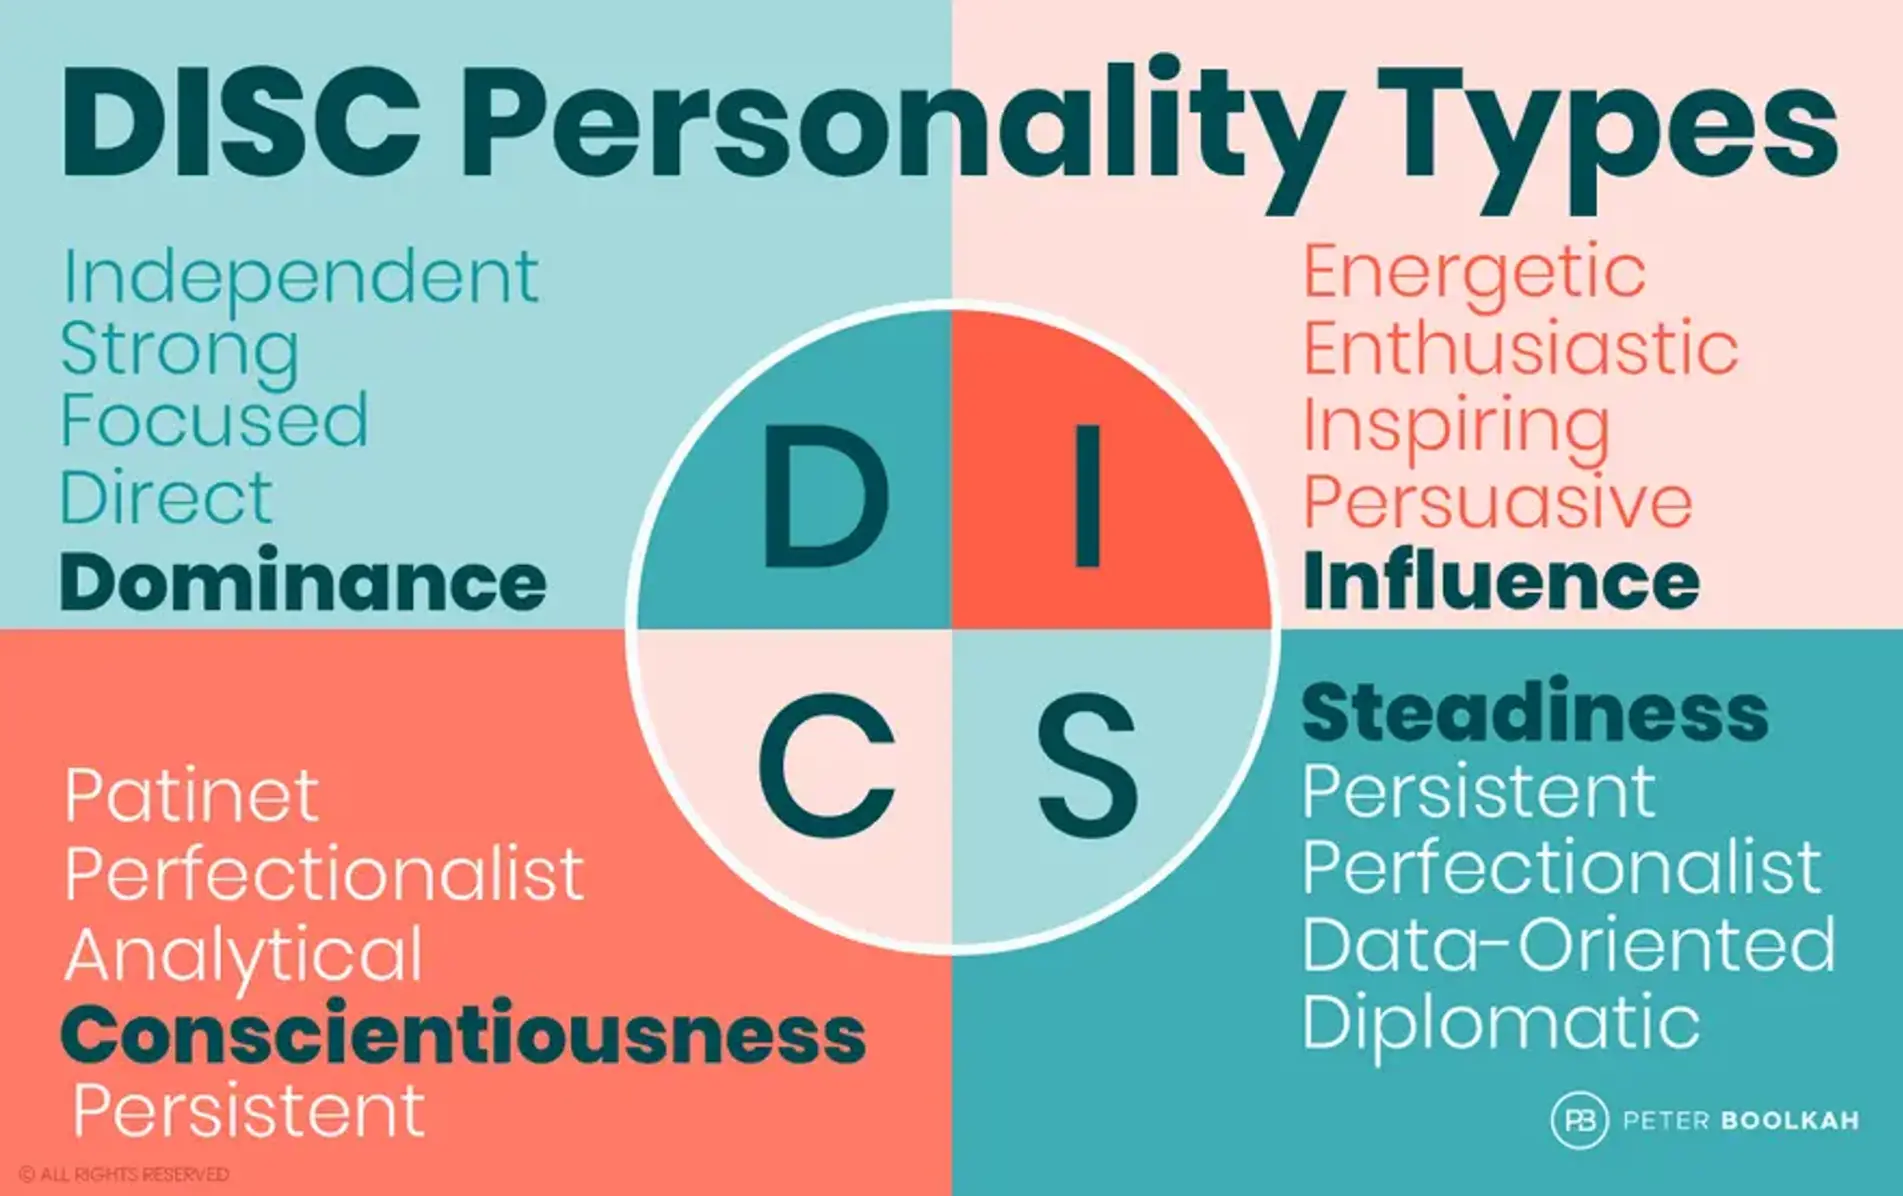 DISC Personality Types
Independent
Strong
Focused
Direct
Dominance
Energetic
Enthusiastic
Inspiring
Persuasive
Influence
D
I
C
S
Patinet
Perfectionalist
Analytical
Conscientiousness
Persistent
Steadiness
Persistent
Perfectionalist
Data-Oriented
Diplomatic
PB PETER BOOLKAH
© ALL RIGHTS RESERVED